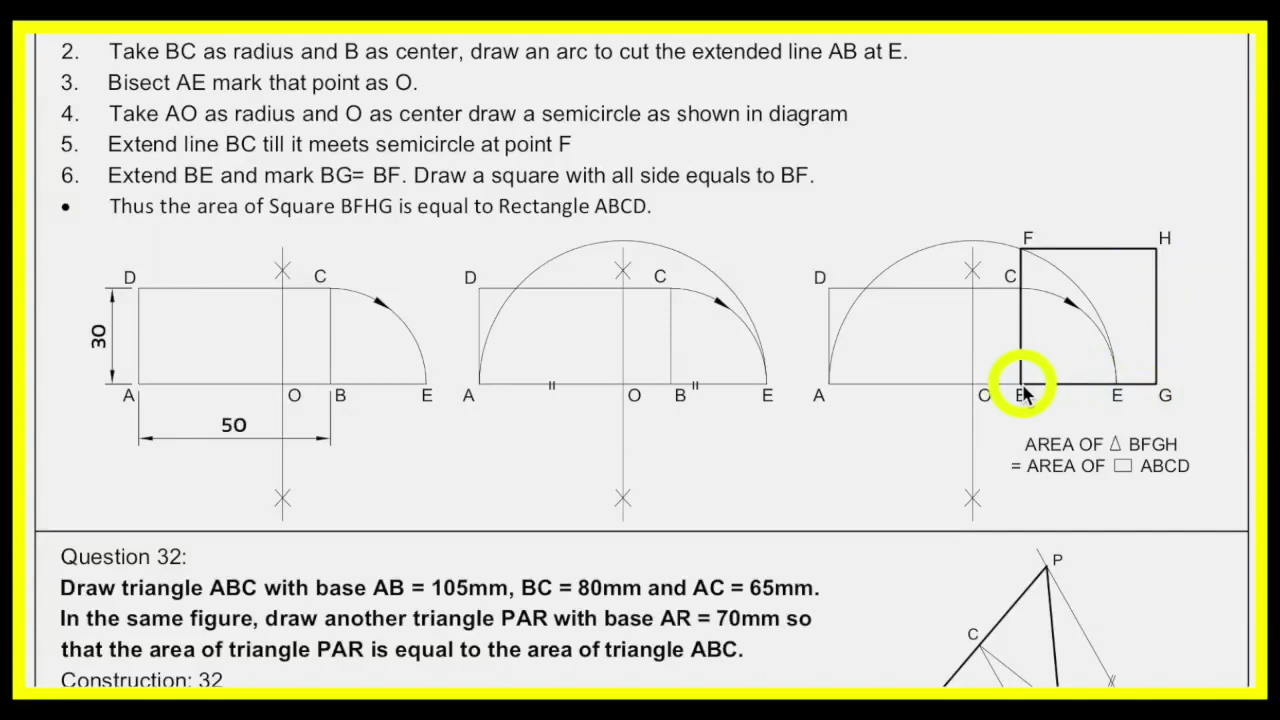 2. Take BC as radius and B as center, draw an arc to cut the extended line AB at E.
3. Bisect AE mark that point as O.
4. Take AO as radius and O as center draw a semicircle as shown in diagram
5. Extend line BC till it meets semicircle at point F
6. Extend BE and mark BG= BF. Draw a square with all side equals to BF.
• Thus the area of Square BFHG is equal to Rectangle ABCD.
D C
30
A O B E
50
D C
A O B E
F H
D C
A O B E G
AREA OF △ BFGH
= AREA OF □ ABCD
Question 32:
Draw triangle ABC with base AB = 105mm, BC = 80mm and AC = 65mm.
In the same figure, draw another triangle PAR with base AR = 70mm so
that the area of triangle PAR is equal to the area of triangle ABC.
Construction: 32
P
C